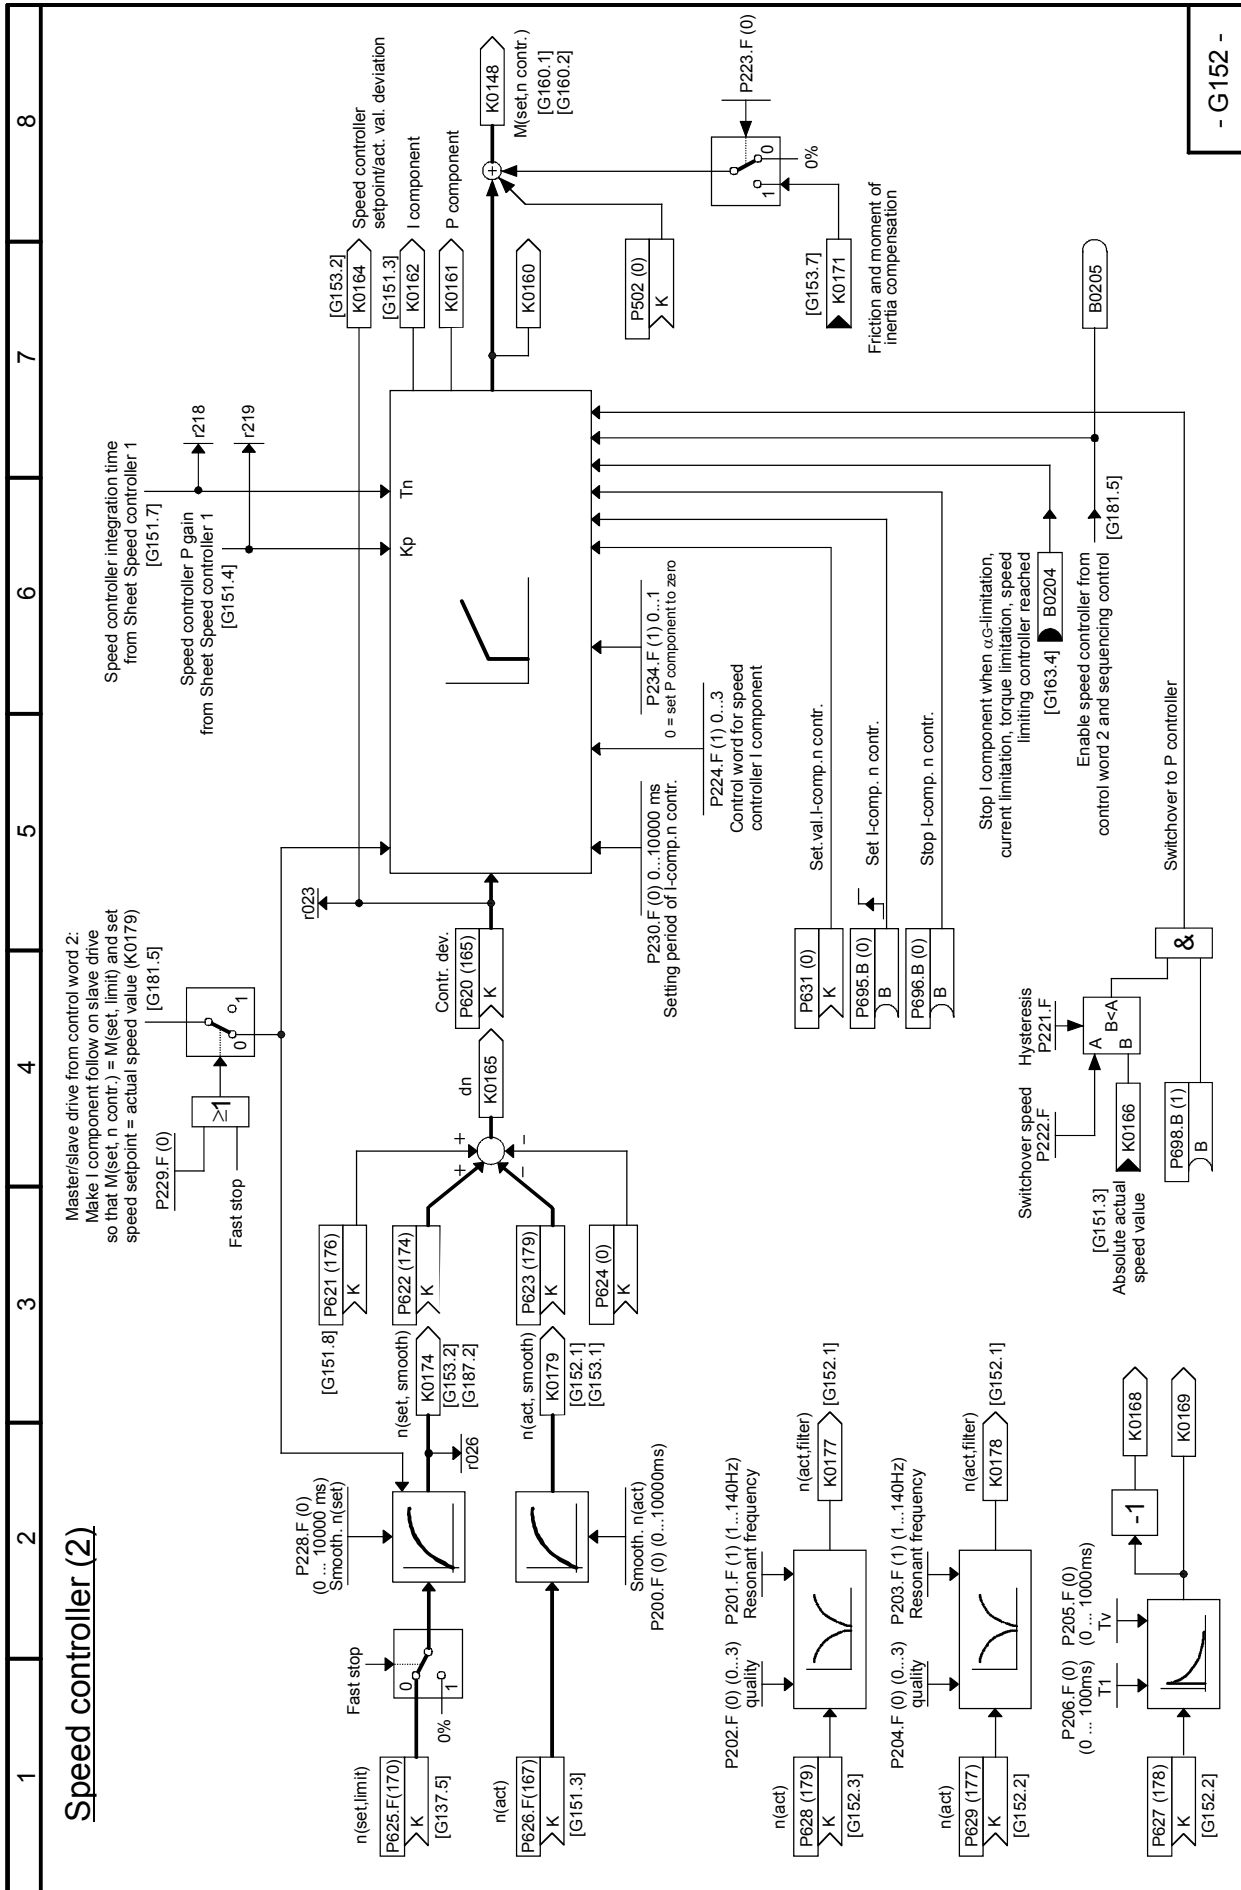 Speed controller (2)
1
2
3
4
5
6
7
8
n(set,limit)
P625.F(170)
K
[G137.5]
Fast stop
0
1
0%
P228.F (0)
(0 ... 10000 ms)
Smooth. n(set)
r026
n(set, smooth)
K0174
[G153.2]
[G187.2]
n(act)
P626.F(167)
K
[G151.3]
Smooth. n(act)
P200.F (0) (0...10000ms)
n(act, smooth)
K0179
[G152.1]
[G153.1]
[G151.8]
P621 (176)
K
P622 (174)
K
P623 (179)
K
P624 (0)
K
+
+
–
–
dn
K0165
Master/slave drive from control word 2:
Make I component follow on slave drive
so that M(set, n contr.) = M(set, limit) and set
speed setpoint = actual speed value (K0179)
[G181.5]
P229.F (0)
Fast stop
≥1
0
1
Contr. dev.
P620 (165)
K
r023
Speed controller integration time
from Sheet Speed controller 1
[G151.7]
r218
Speed controller P gain
from Sheet Speed controller 1
[G151.4]
r219
Kp
Tn
P230.F (0) 0...10000 ms
Setting period of I-comp.n contr.
P224.F (1) 0...3
Control word for speed
controller I component
P234.F (1) 0...1
0 = set P component to zero
[G153.2]
K0164
Speed controller
setpoint/act. val. deviation
[G151.3]
K0162
I component
K0161
P component
K0160
+
K0148
M(set,n contr.)
[G160.1]
[G160.2]
P502 (0)
K
[G153.7]
K0171
Friction and moment of
inertia compensation
1
0
0%
P223.F (0)
P631 (0)
K
Set.val.I-comp.n contr.
P695.B (0)
B
Set I-comp. n contr.
P696.B (0)
B
Stop I-comp. n contr.
Stop I component when αG-limitation,
current limitation, torque limitation, speed
limiting controller reached
[G163.4]
B0204
Enable speed controller from
control word 2 and sequencing control
[G181.5]
B0205
Switchover to P controller
Switchover speed
P222.F
Hysteresis
P221.F
A
B<A
B
[G151.3]
K0166
Absolute actual
speed value
P698.B (1)
B
&
n(act)
P628 (179)
K
[G152.3]
P202.F (0) (0...3)
quality
P201.F (1) (1...140Hz)
Resonant frequency
n(act,filter)
K0177
[G152.1]
n(act)
P629 (177)
K
[G152.2]
P204.F (0) (0...3)
quality
P203.F (1) (1...140Hz)
Resonant frequency
n(act,filter)
K0178
[G152.1]
P627 (178)
K
[G152.2]
P206.F (0)
(0 ... 100ms)
T1
P205.F (0)
(0 ... 1000ms)
Tv
-1
K0168
K0169
- G152 -